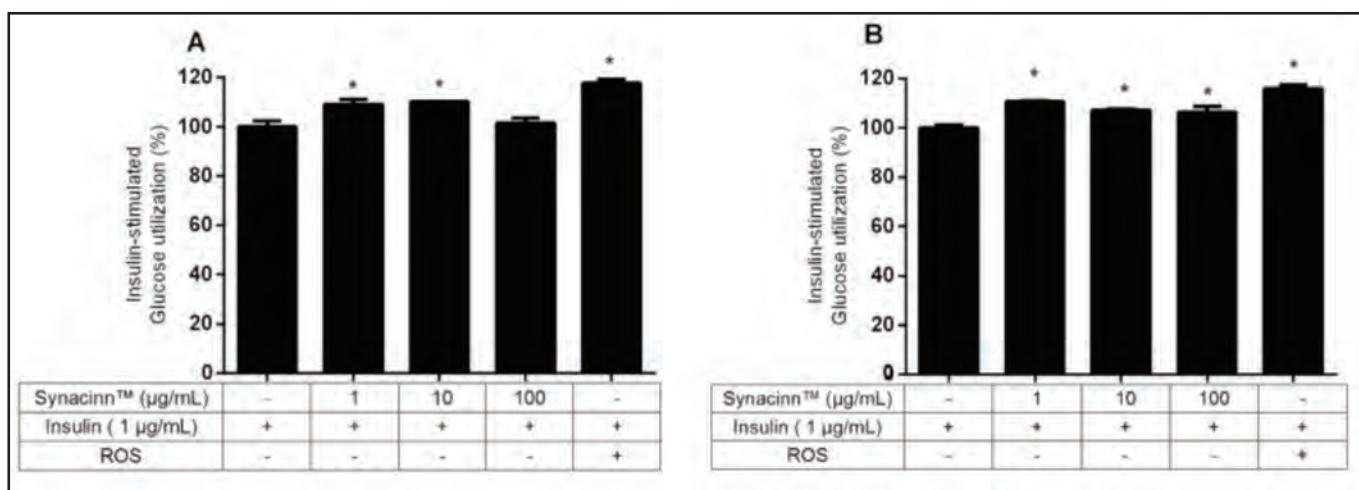 A
Insulin-stimulated
Glucose utilization (%)
120
100
80
60
40
20
0
* * *
Synacinn™ (µg/mL) - 1 10 100 -
Insulin ( 1 µg/mL) + + + + +
ROS - - - - +
B
Insulin-stimulated
Glucose utilization (%)
120
100
80
60
40
20
0
* * * *
Synacinn™ (µg/mL) - 1 10 100 -
Insulin ( 1 µg/mL) + + + + +
ROS - - - - +